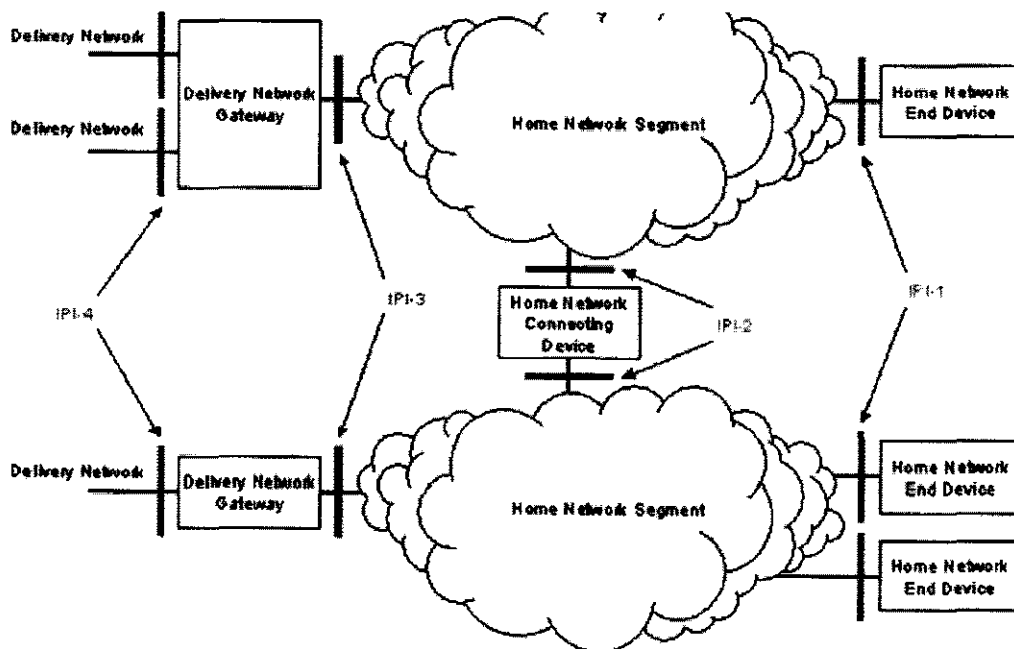 Delivery Network
Delivery Network
Gateway
Home Network Segment
Home Network
End Device
Delivery Network
IPI-4
IPI-3
Home Network
Connecting
Device
IPI-2
IPI-1
Delivery Network
Delivery Network
Gateway
Home Network Segment
Home Network
End Device
Home Network
End Device